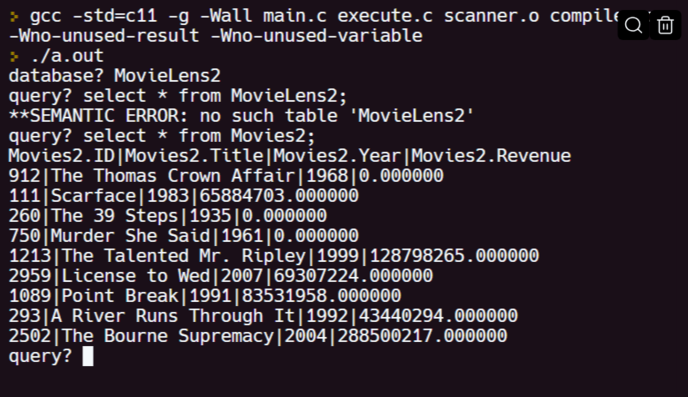 > gcc -std=c11 -g -Wall main.c execute.c scanner.o compile
-Wno-unused-result -Wno-unused-variable
> ./a.out
database? MovieLens2
query? select * from MovieLens2;
**SEMANTIC ERROR: no such table 'MovieLens2'
query? select * from Movies2;
Movies2.ID|Movies2.Title|Movies2.Year|Movies2.Revenue
912|The Thomas Crown Affair|1968|0.000000
111|Scarface|1983|65884703.000000
260|The 39 Steps|1935|0.000000
750|Murder She Said|1961|0.000000
1213|The Talented Mr. Ripley|1999|128798265.000000
2959|License to Wed|2007|69307224.000000
1089|Point Break|1991|83531958.000000
293|A River Runs Through It|1992|43440294.000000
2502|The Bourne Supremacy|2004|288500217.000000
query?